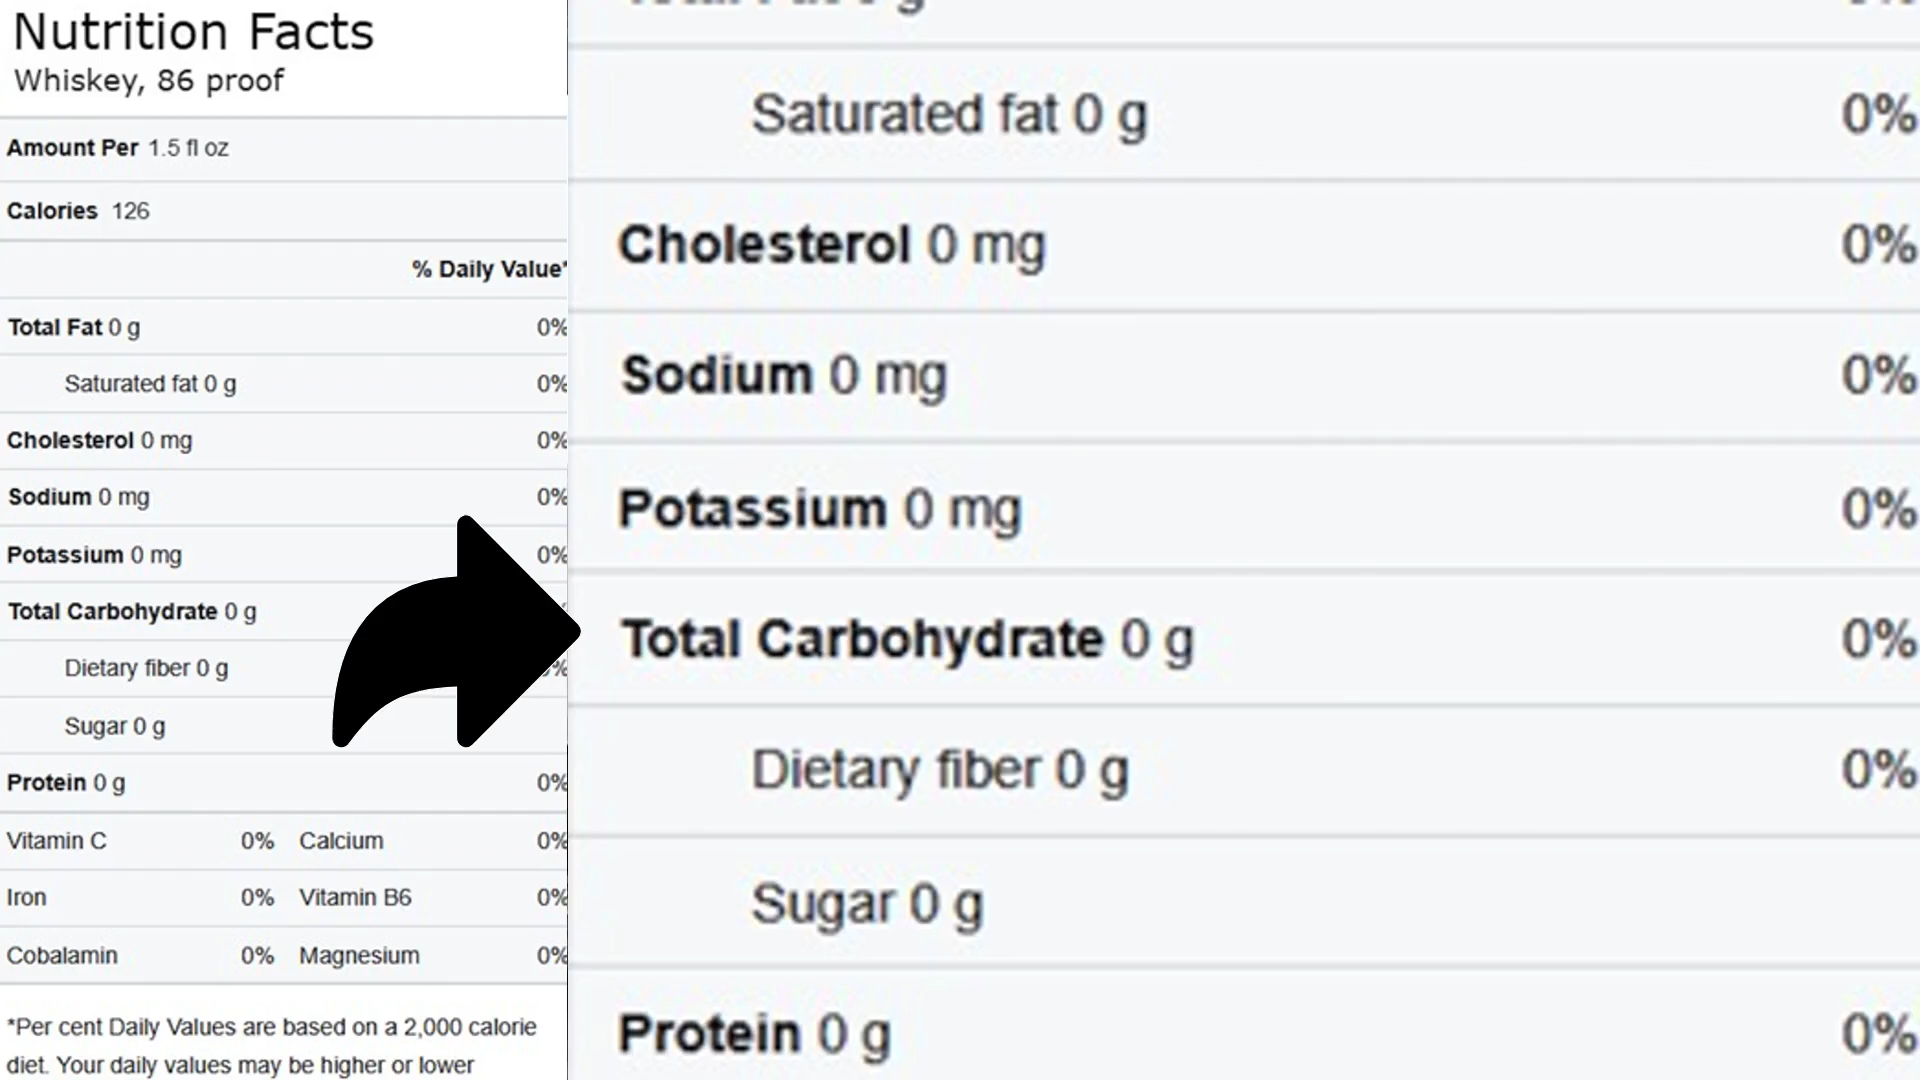 Nutrition Facts
Whiskey, 86 proof
Amount Per 1.5 fl oz
Calories 126
% Daily Value*
Total Fat 0 g 0%
Saturated fat 0 g 0%
Cholesterol 0 mg 0%
Sodium 0 mg 0%
Potassium 0 mg 0%
Total Carbohydrate 0 g
Dietary fiber 0 g %
Sugar 0 g
Protein 0 g 0%
Vitamin C 0% Calcium 0%
Iron 0% Vitamin B6 0%
Cobalamin 0% Magnesium 0%
*Per cent Daily Values are based on a 2,000 calorie
diet. Your daily values may be higher or lower
Saturated fat 0 g 0%
Cholesterol 0 mg 0%
Sodium 0 mg 0%
Potassium 0 mg 0%
Total Carbohydrate 0 g 0%
Dietary fiber 0 g 0%
Sugar 0 g
Protein 0 g 0%